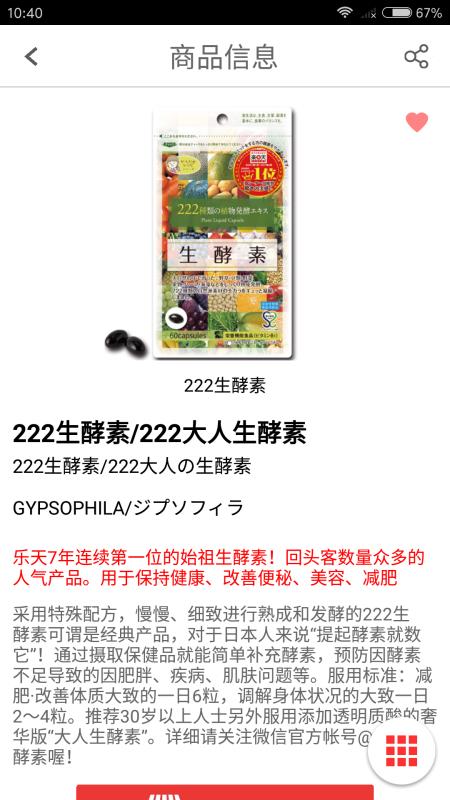 10:40
67%
商品信息
1位
222種類の植物発酵エキス
Plant Liquid Capsule
生酵素
60capsules
222生酵素
222生酵素/222大人生酵素
222生酵素/222大人の生酵素
GYPSOPHILA/ジプソフィラ
乐天7年连续第一位的始祖生酵素！回头客数量众多的
人气产品。用于保持健康、改善便秘、美容、减肥
采用特殊配方，慢慢、细致进行熟成和发酵的222生
酵素可谓是经典产品，对于日本人来说“提起酵素就数
它”！通过摄取保健品就能简单补充酵素，预防因酵素
不足导致的因肥胖、疾病、肌肤问题等。服用标准：减
肥·改善体质大致的一日6粒，调解身体状况的大致一日
2～4粒。推荐30岁以上人士另外服用添加透明质酸的奢
华版“大人生酵素”。详细请关注微信官方帐号@
酵素喔！